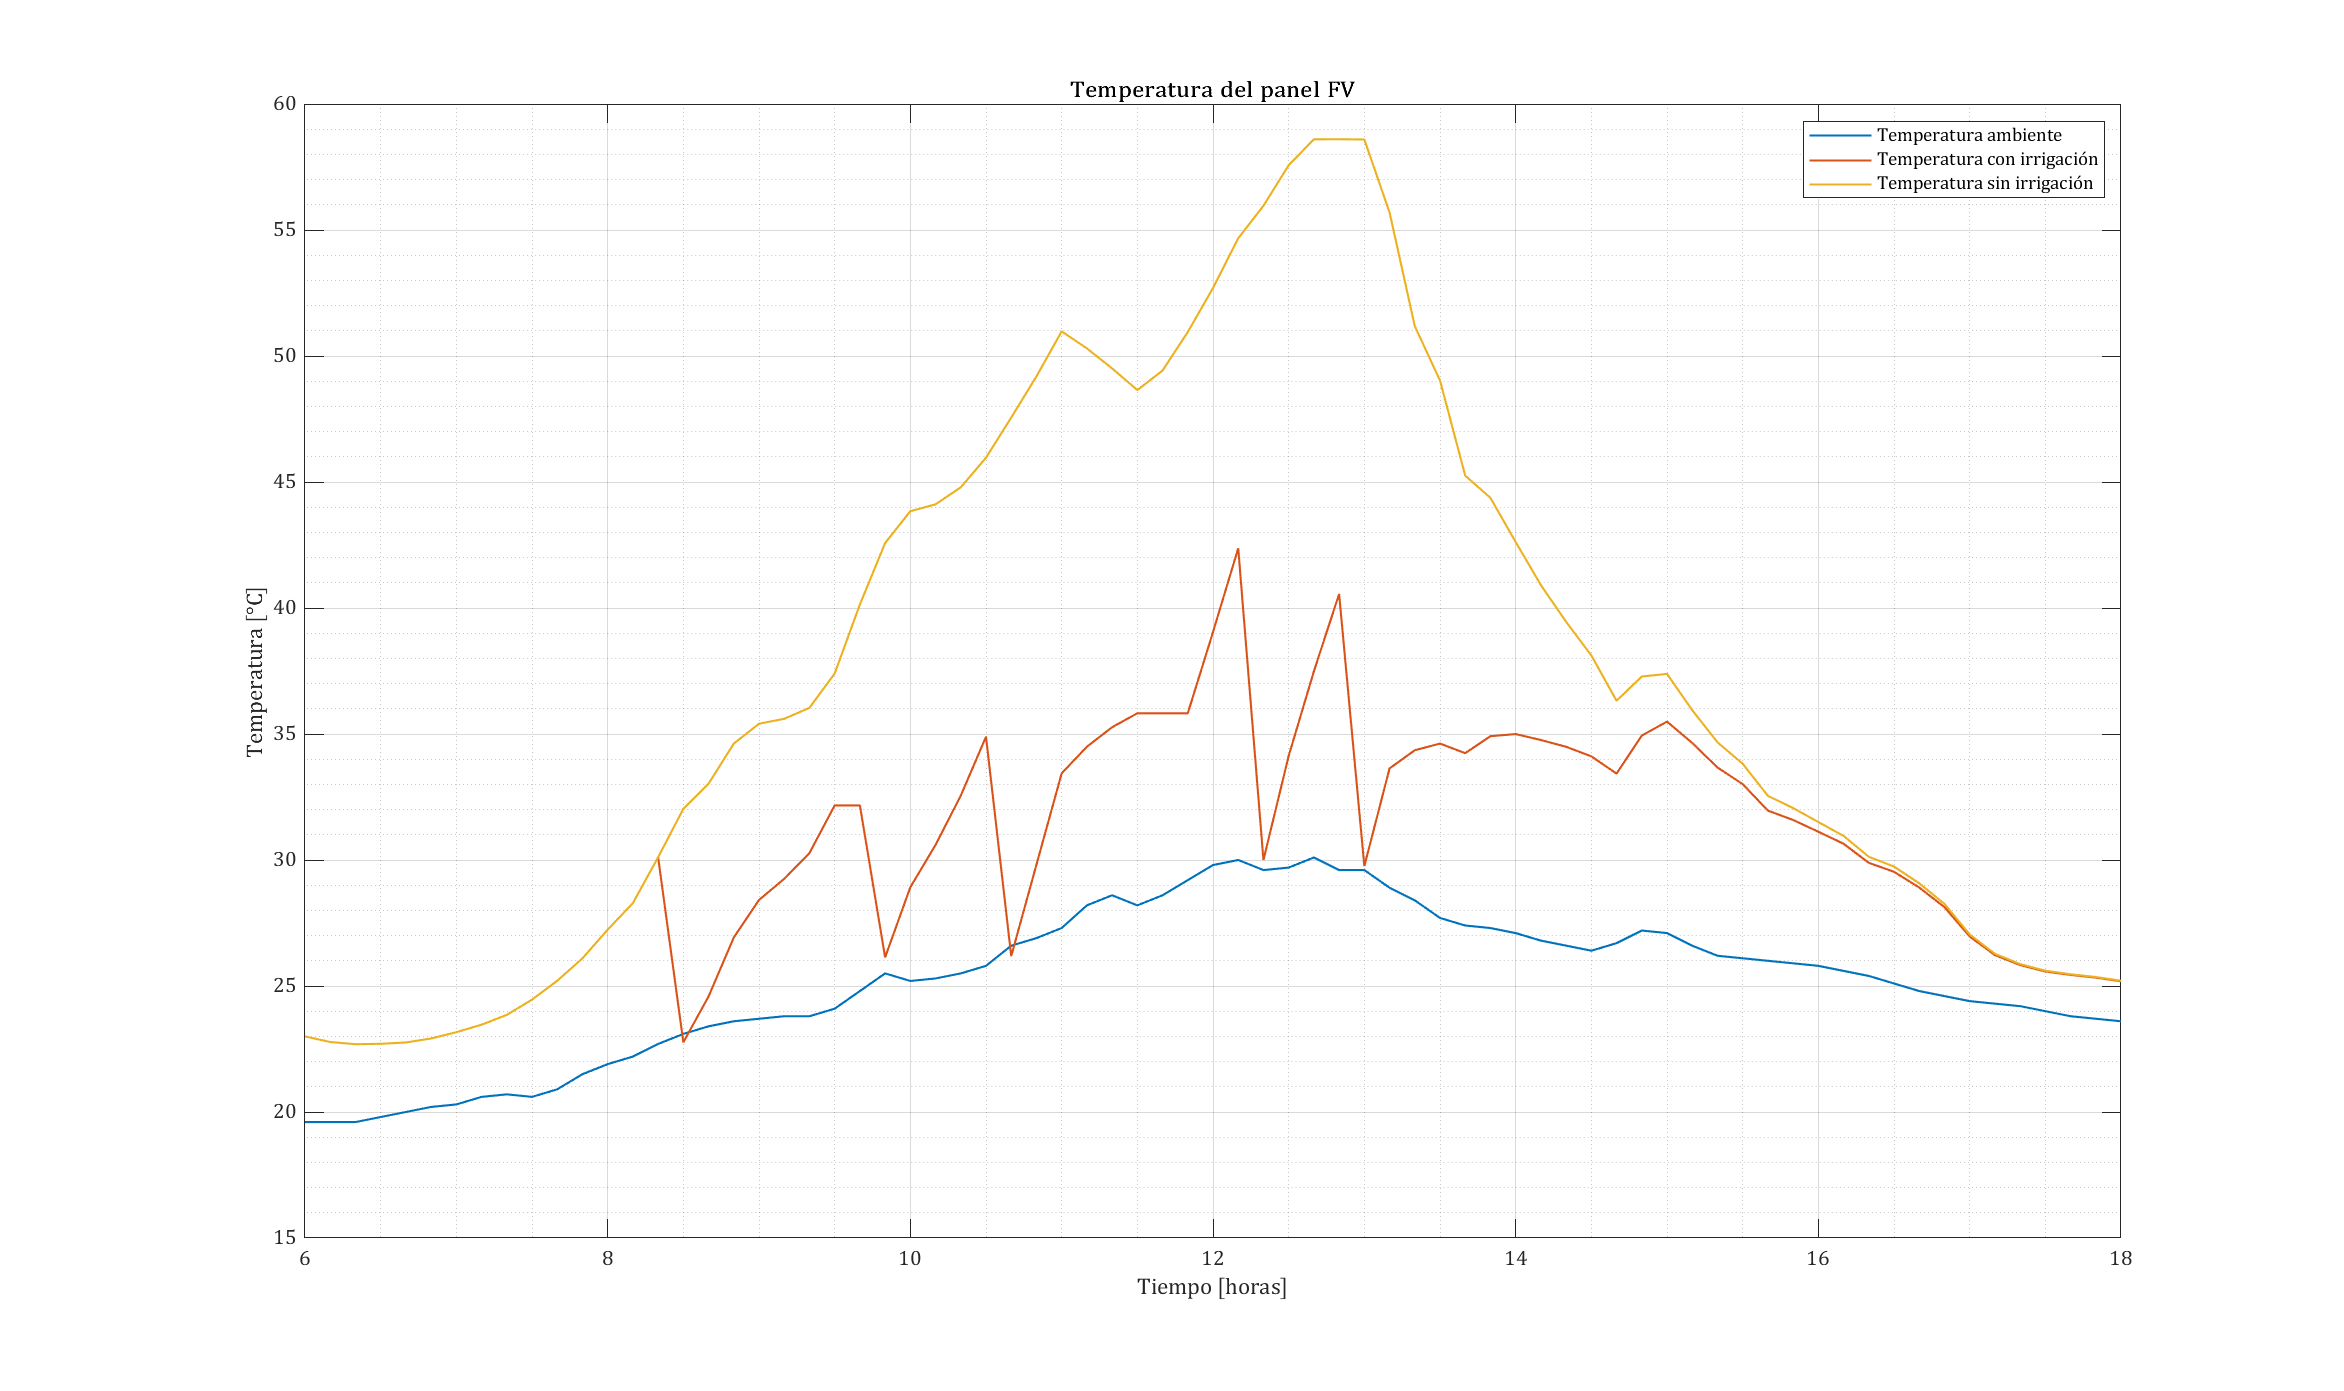 Temperatura del panel FV
60
55
50
45
40
35
30
25
20
15
Temperatura [°C]
Temperatura ambiente
Temperatura con irrigación
Temperatura sin irrigación
6 8 10 12 14 16 18
Tiempo [horas]